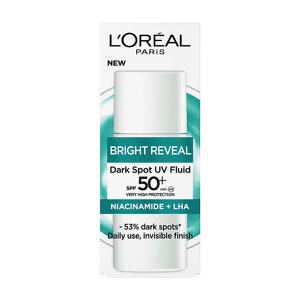 L'ORÉAL
PARIS
NEW
BRIGHT REVEAL
Dark Spot UV Fluid
SPF 50+
VERY HIGH PROTECTION
NIACINAMIDE + LHA
- 53% dark spots*
Daily use, invisible finish